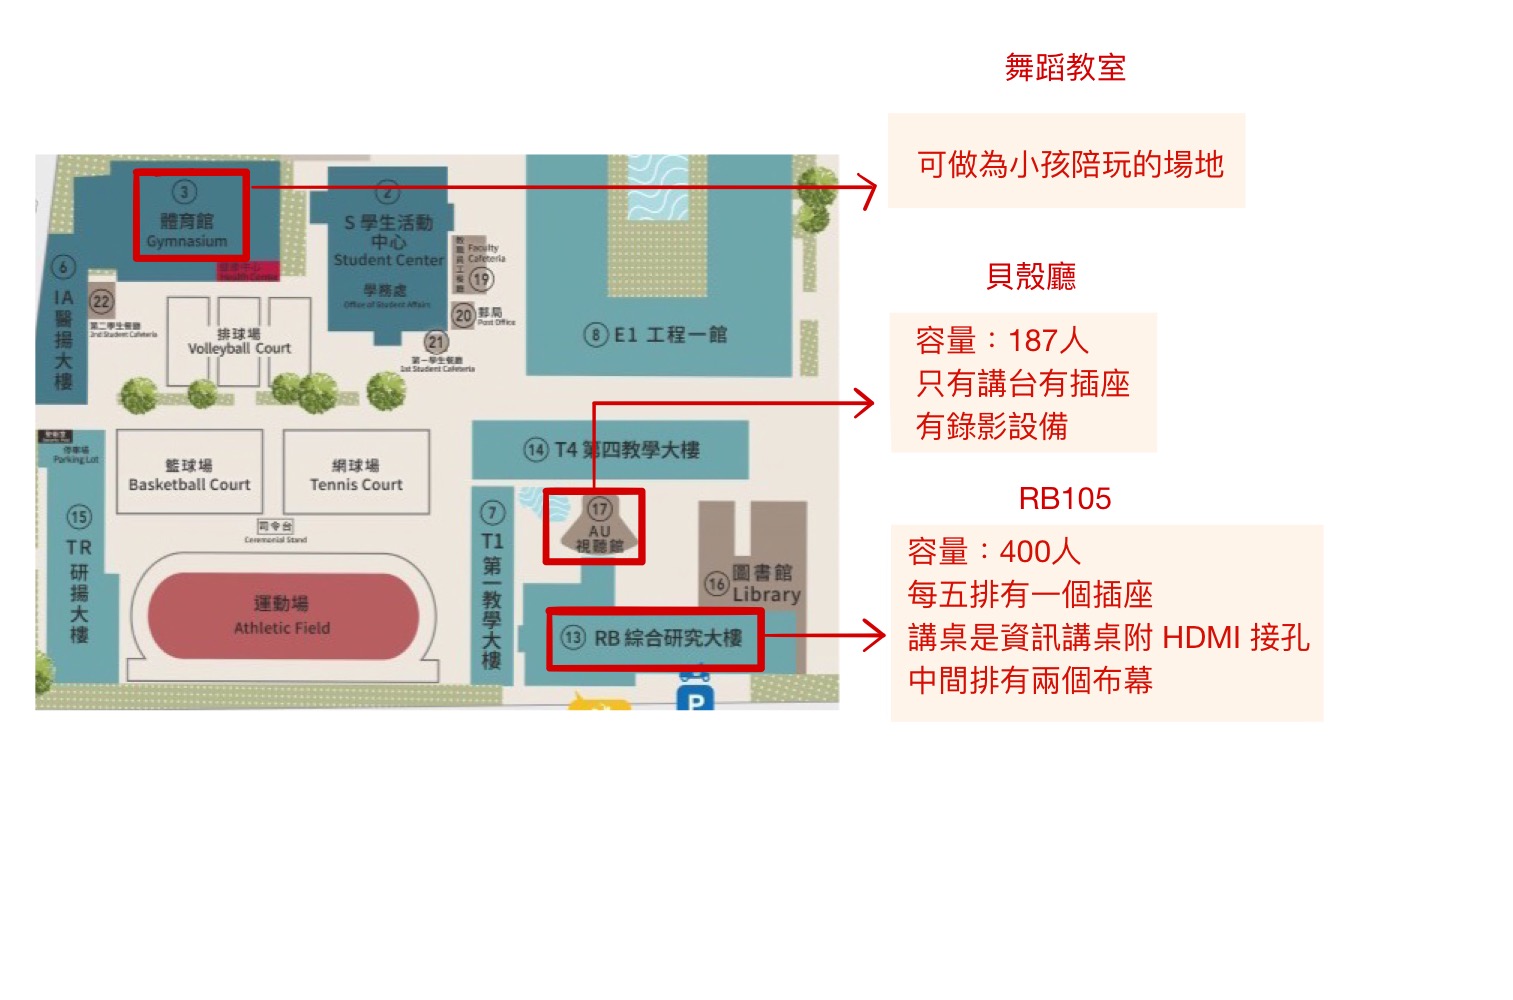 舞蹈教室
可做為小孩陪玩的場地
貝殼廳
容量：187人
只有講台有插座
有錄影設備
RB105
容量：400人
每五排有一個插座
講桌是資訊講桌附 HDMI 接孔
中間排有兩個布幕
3
體育館
Gymnasium
健康中心
Health Center
2
S 學生活動
中心
Student Center
學務處
Office of Student Affairs
教職員工餐廳
Faculty
Cafeteria
19
20 郵局
Post Office
21
第一學生餐廳
1st Student Cafeteria
6
IA
醫揚大樓
22
第二學生餐廳
2nd Student Cafeteria
排球場
Volleyball Court
8 E1 工程一館
停車場
Parking Lot
籃球場
Basketball Court
網球場
Tennis Court
司令台
Ceremonial Stand
15
TR
研揚大樓
運動場
Athletic Field
14 T4 第四教學大樓
7
T1
第一教學大樓
17
AU
視聽館
16 圖書館
Library
13 RB 綜合研究大樓
P